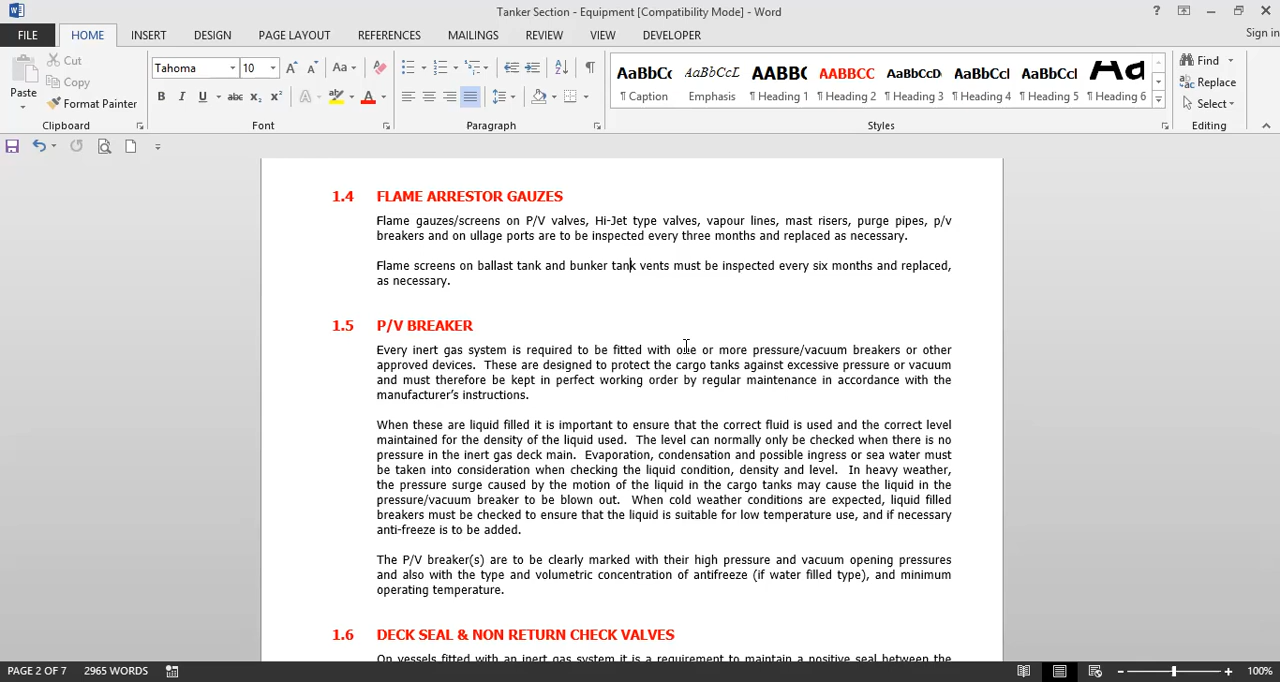 Tanker Section - Equipment [Compatibility Mode] - Word
?
FILE HOME INSERT DESIGN PAGE LAYOUT REFERENCES MAILINGS REVIEW VIEW DEVELOPER Sign in
Paste
Cut
Copy
Format Painter
Clipboard
Tahoma 10
Font
Paragraph
AaBbCc AaBbCcL AABBC AABBCC AaBbCcD AaBbCcl AaBbCcl Aa
¶ Caption Emphasis ¶ Heading 1 ¶ Heading 2 ¶ Heading 3 ¶ Heading 4 ¶ Heading 5 ¶ Heading 6
Styles
Find
Replace
Select
Editing
1.4 FLAME ARRESTOR GAUZES
Flame gauzes/screens on P/V valves, Hi-Jet type valves, vapour lines, mast risers, purge pipes, p/v
breakers and on ullage ports are to be inspected every three months and replaced as necessary.
Flame screens on ballast tank and bunker tank vents must be inspected every six months and replaced,
as necessary.
1.5 P/V BREAKER
Every inert gas system is required to be fitted with one or more pressure/vacuum breakers or other
approved devices. These are designed to protect the cargo tanks against excessive pressure or vacuum
and must therefore be kept in perfect working order by regular maintenance in accordance with the
manufacturer's instructions.
When these are liquid filled it is important to ensure that the correct fluid is used and the correct level
maintained for the density of the liquid used. The level can normally only be checked when there is no
pressure in the inert gas deck main. Evaporation, condensation and possible ingress or sea water must
be taken into consideration when checking the liquid condition, density and level. In heavy weather,
the pressure surge caused by the motion of the liquid in the cargo tanks may cause the liquid in the
pressure/vacuum breaker to be blown out. When cold weather conditions are expected, liquid filled
breakers must be checked to ensure that the liquid is suitable for low temperature use, and if necessary
anti-freeze is to be added.
The P/V breaker(s) are to be clearly marked with their high pressure and vacuum opening pressures
and also with the type and volumetric concentration of antifreeze (if water filled type), and minimum
operating temperature.
1.6 DECK SEAL & NON RETURN CHECK VALVES
On vessels fitted with an inert gas system it is a requirement to maintain a positive seal between the
PAGE 2 OF 7 2965 WORDS 100%